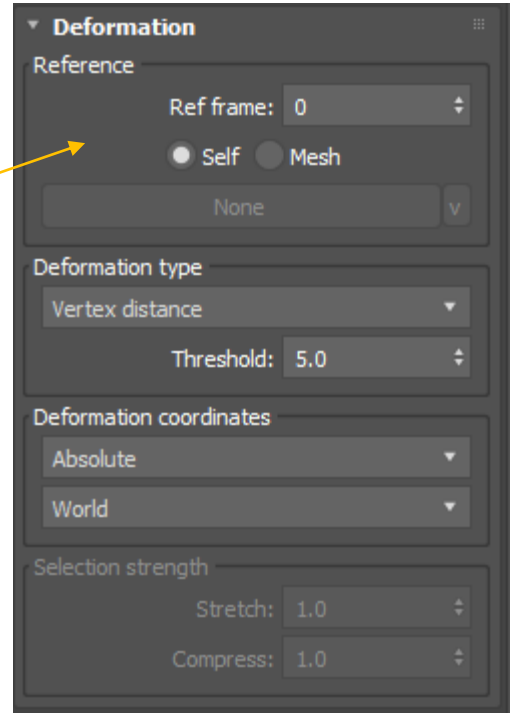 Deformation
Reference
Ref frame: 0
Self Mesh
None v
Deformation type
Vertex distance
Threshold: 5.0
Deformation coordinates
Absolute
World
Selection strength
Stretch: 1.0
Compress: 1.0